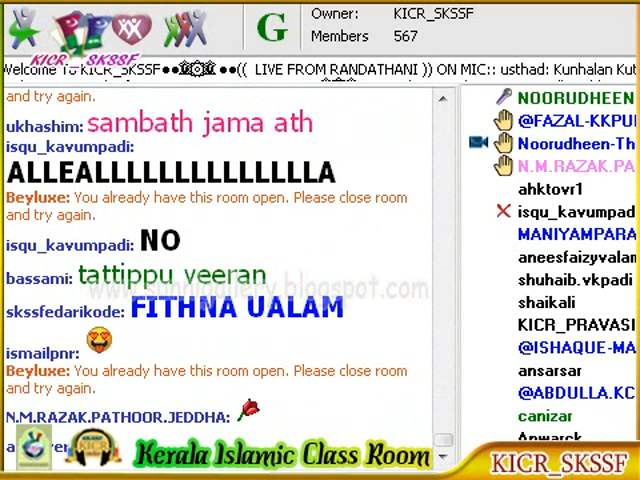 Owner: KICR_SKSSF
G
Members 567
KICR_SKSSF
Welcome To KICR_SKSSF●●۞●●(( LIVE FROM RANDATHANI )) ON MIC:: usthad: Kunhalan Kut
and try again.
ukhashim: sambath jama ath
isqu_kavumpadi:
ALLEALLLLLLLLLLLLLLA
Beyluxe: You already have this room open. Please close room
and try again.
isqu_kavumpadi: NO
bassami: tattippu veeran
skssfedarikode: FITHNA UALAM
ismailpnr:
Beyluxe: You already have this room open. Please close room
and try again.
N.M.RAZAK.PATHOOR.JEDDHA:
NOORUDHEEN
@FAZAL-KKPU
Noorudheen-Th
N.M.RAZAK.PA
ahktovr1
isqu_kavumpad
MANIYAMPARA
aneesfaizyvalan
shuhaib.vkpadi
shaikali
KICR_PRAVASI
@ISHAQUE-MA
ansarsar
@ABDULLA.KC
canizar
Anwarck
Kerala Islamic Class Room
KICR_SKSSF